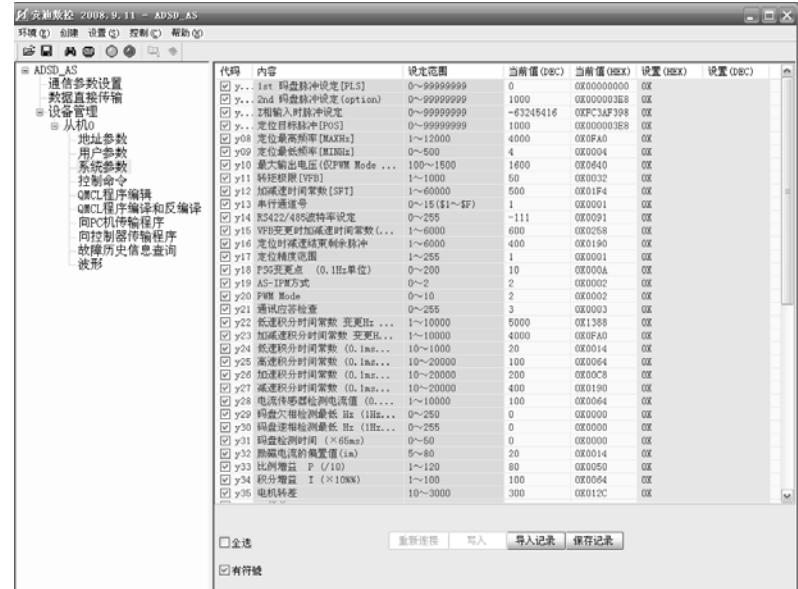 安迪数控 2008.9.11 - ADSD_AS
环境(E) 创建 设置(S) 控制(C) 帮助(X)
ADSD_AS
通信参数设置
数据直接传输
设备管理
从机0
地址参数
用户参数
系统参数
控制命令
QMCL程序编辑
QMCL程序编译和反编译
同PC机传输程序
向控制器传输程序
故障历史信息查询
波形
代码 内容 设定范围 当前值(DEC) 当前值(HEX) 设置(HEX) 设置(DEC)
y... 1st 码盘脉冲设定[PLS] 0~99999999 0 0X00000000 0X
y... 2nd 码盘脉冲设定(option) 0~99999999 1000 0X000003E8 0X
y... Z相输入时脉冲设定 0~99999999 -63245416 0XFC3AF398 0X
y... 定位目标脉冲[POS] 0~99999999 1000 0X000003E8 0X
y08 定位最高频率[MAXHz] 1~12000 4000 0X0FA0 0X
y09 定位最低频率[MINHz] 0~500 4 0X0004 0X
y10 最大输出电压(仅PWM Mode ... 100~1500 1600 0X0640 0X
y11 转矩极限[VFB] 1~1000 50 0X0032 0X
y12 加减速时间常数[SFT] 1~60000 500 0X01F4 0X
y13 串行通道号 0~15($1~$F) 1 0X0001 0X
y14 RS422/485波特率设定 0~255 -111 0X0091 0X
y15 VFB变更时加减速时间常数(... 1~6000 600 0X0258 0X
y16 定位时减速结束剩余脉冲 1~6000 400 0X0190 0X
y17 定位精度范围 1~255 1 0X0001 0X
y18 PSG变更点 (0.1Hz单位) 0~200 10 0X000A 0X
y19 AS-IPM方式 0~2 2 0X0002 0X
y20 PWM Mode 0~10 2 0X0002 0X
y21 通讯应答检查 0~255 3 0X0003 0X
y22 低速积分时间常数 变更Hz ... 1~10000 5000 0X1388 0X
y23 加减速积分时间常数 变更H... 1~10000 4000 0X0FA0 0X
y24 低速积分时间常数 (0.1ms... 10~1000 20 0X0014 0X
y25 高速积分时间常数 (0.1ms... 10~20000 100 0X0064 0X
y26 加速积分时间常数 (0.1ms... 10~20000 200 0X00C8 0X
y27 减速积分时间常数 (0.1ms... 10~20000 400 0X0190 0X
y28 电流传感器检测电流值 (0.... 1~10000 100 0X0064 0X
y29 码盘欠相检测最低 Hz (1Hz... 0~250 0 0X0000 0X
y30 码盘逆相检测最低 Hz (1Hz... 0~255 0 0X0000 0X
y31 码盘检测时间 (×65ms) 0~50 0 0X0000 0X
y32 励磁电流的偏置值(im) 5~80 20 0X0014 0X
y33 比例增益 P (/10) 1~120 80 0X0050 0X
y34 积分增益 I (×10%%) 1~100 100 0X0064 0X
y35 电机转差 10~3000 300 0X012C 0X
全选 重新连接 写入 导入记录 保存记录
有符号